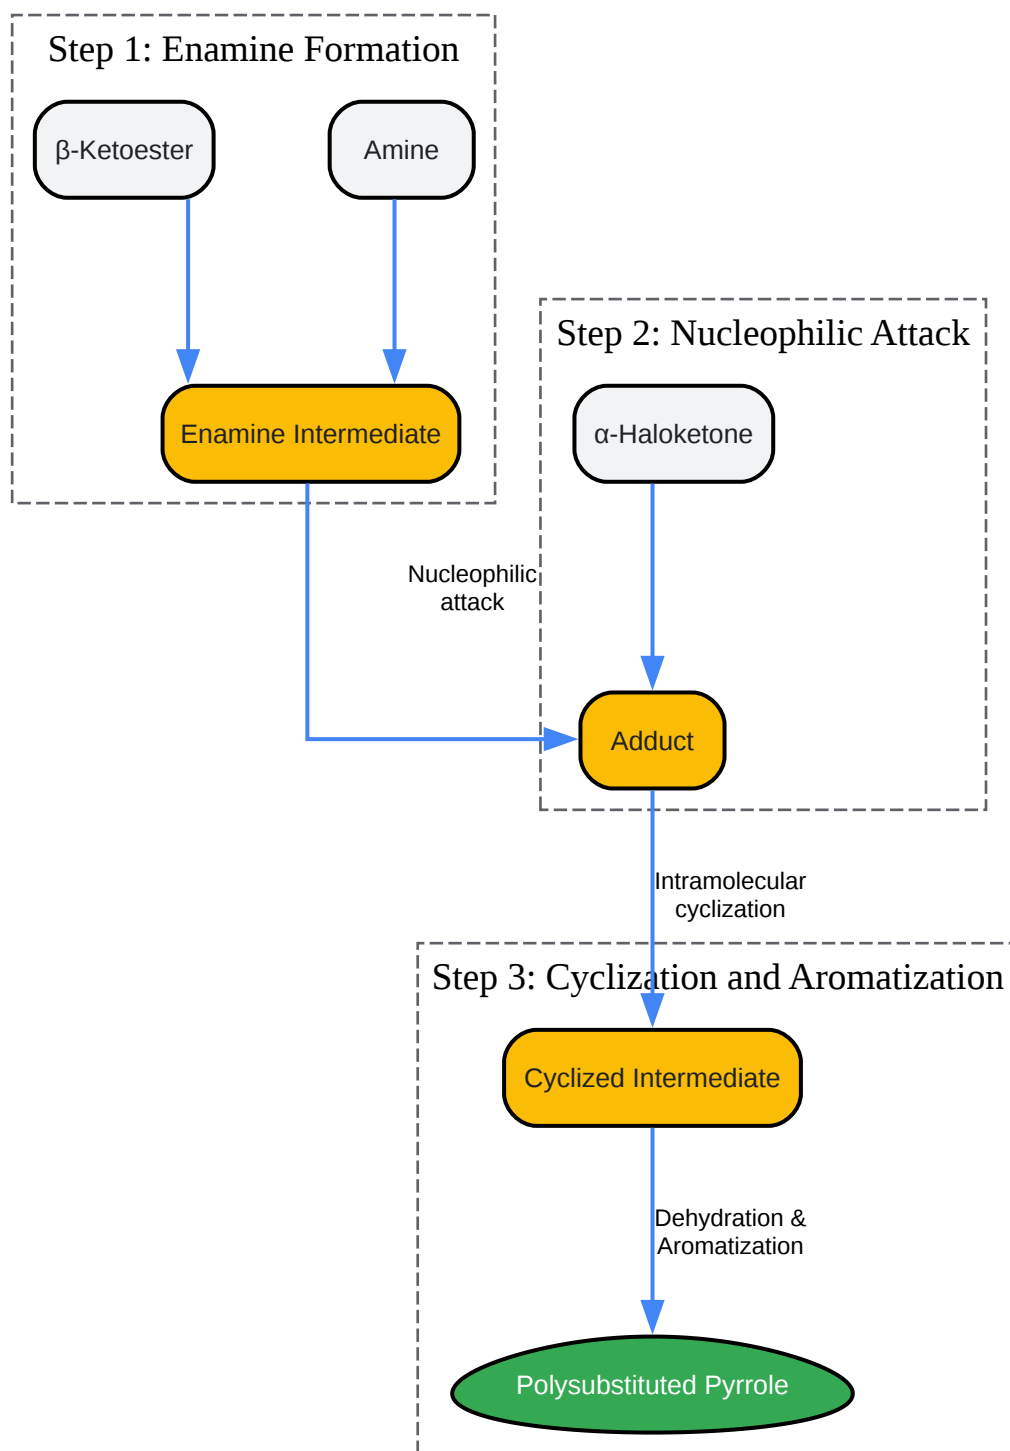 Step 1: Enamine Formation
β-Ketoester
Amine
Enamine Intermediate
Step 2: Nucleophilic Attack
α-Haloketone
Nucleophilic
attack
Adduct
Intramolecular
cyclization
Step 3: Cyclization and Aromatization
Cyclized Intermediate
Dehydration &
Aromatization
Polysubstituted Pyrrole